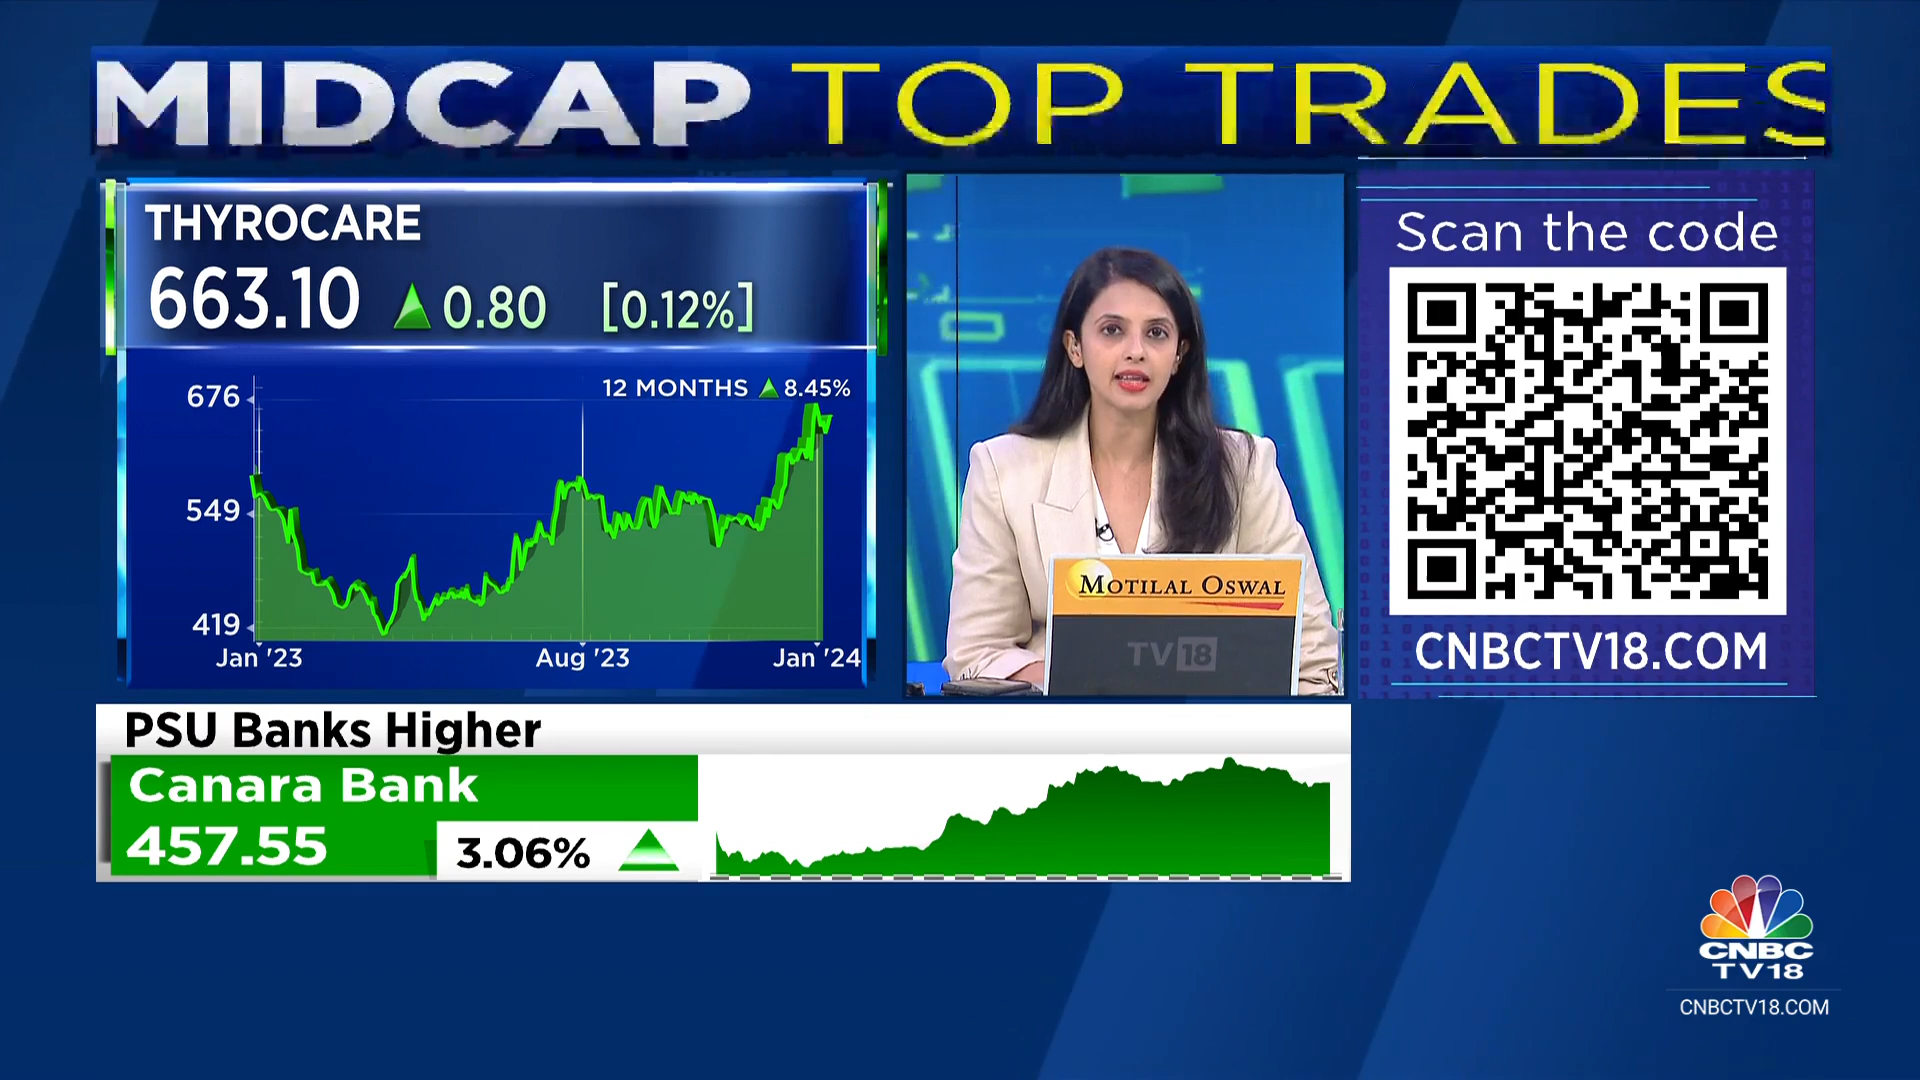 MIDCAP TOP TRADES
THYROCARE
663.10 ▲ 0.80 [0.12%]
12 MONTHS ▲ 8.45%
676
549
419
Jan '23 Aug '23 Jan '24
MOTILAL OSWAL
TV18
Scan the code
CNBCTV18.COM
PSU Banks Higher
Canara Bank
457.55 3.06% ▲
CNBC
TV18
CNBCTV18.COM